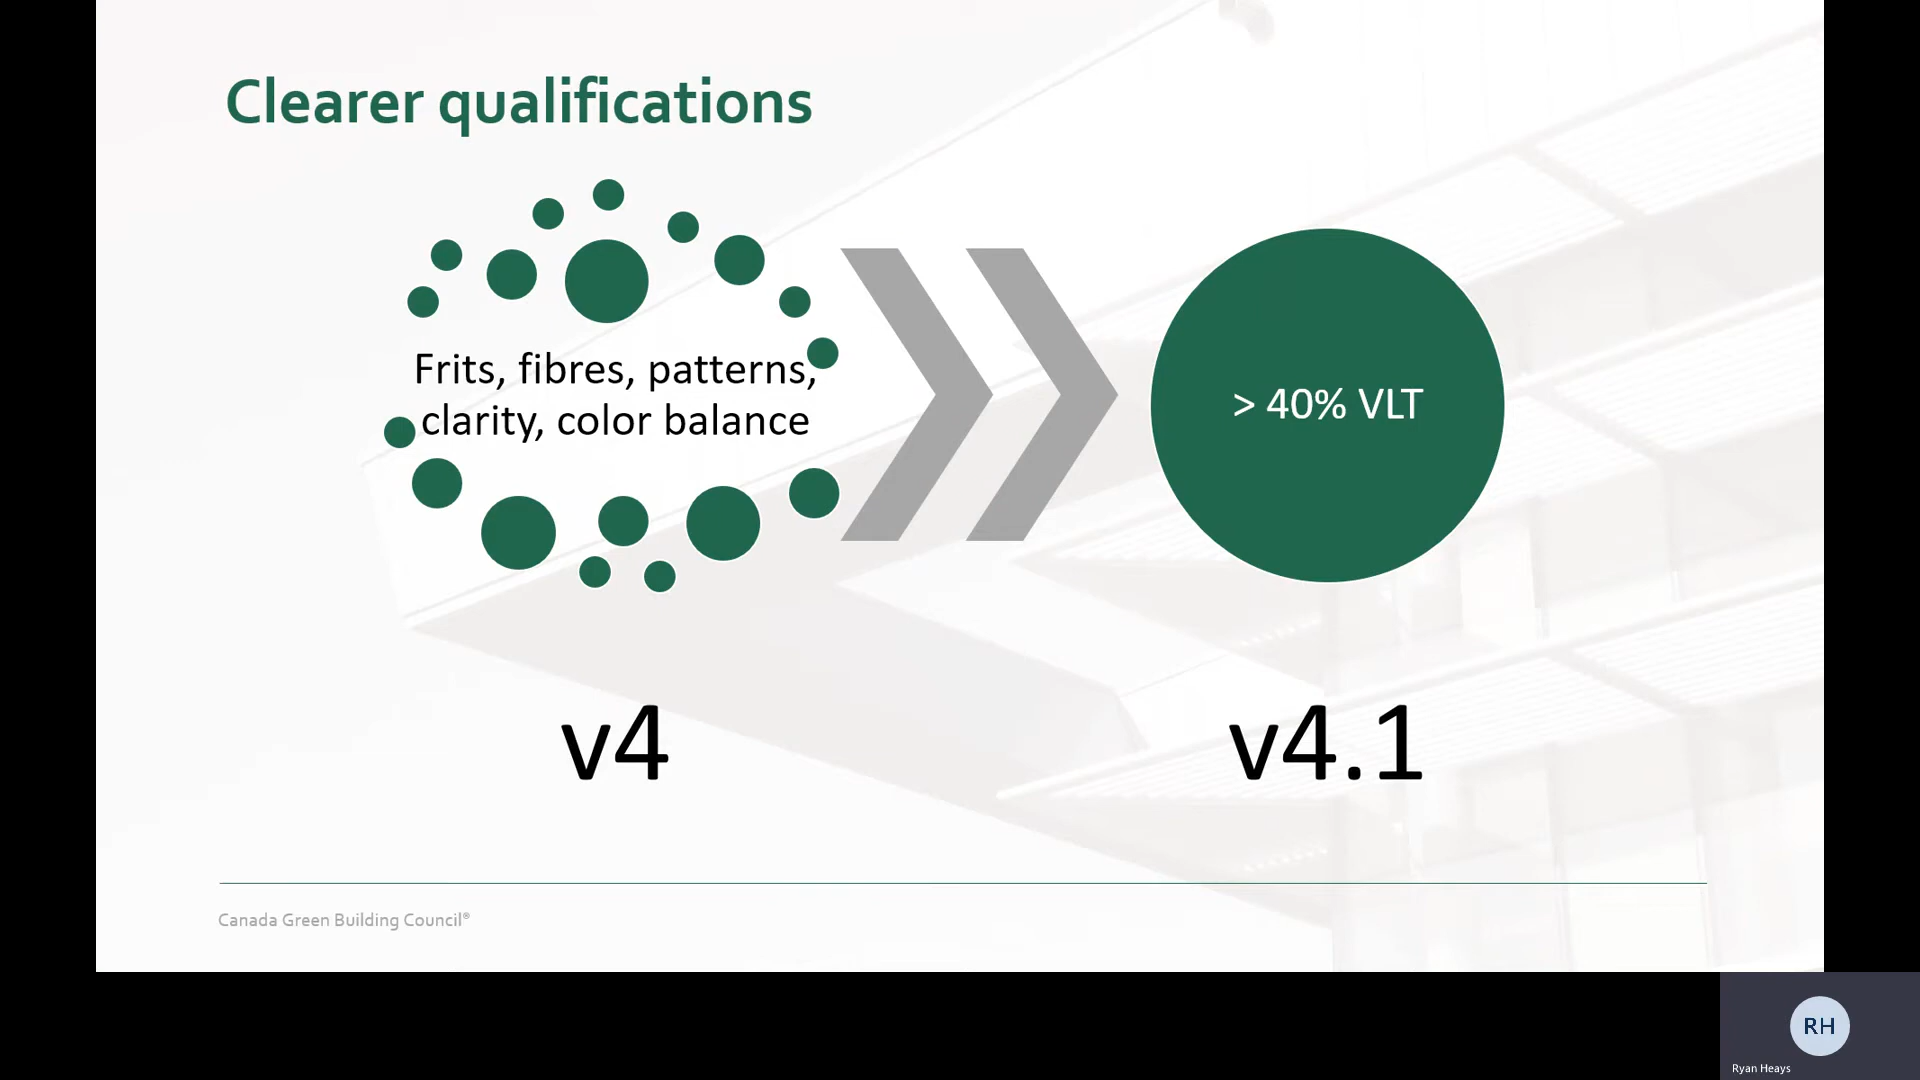 Clearer qualifications
Frits, fibres, patterns,
clarity, color balance
> 40% VLT
v4
v4.1
Canada Green Building Council®
RH
Ryan Heays